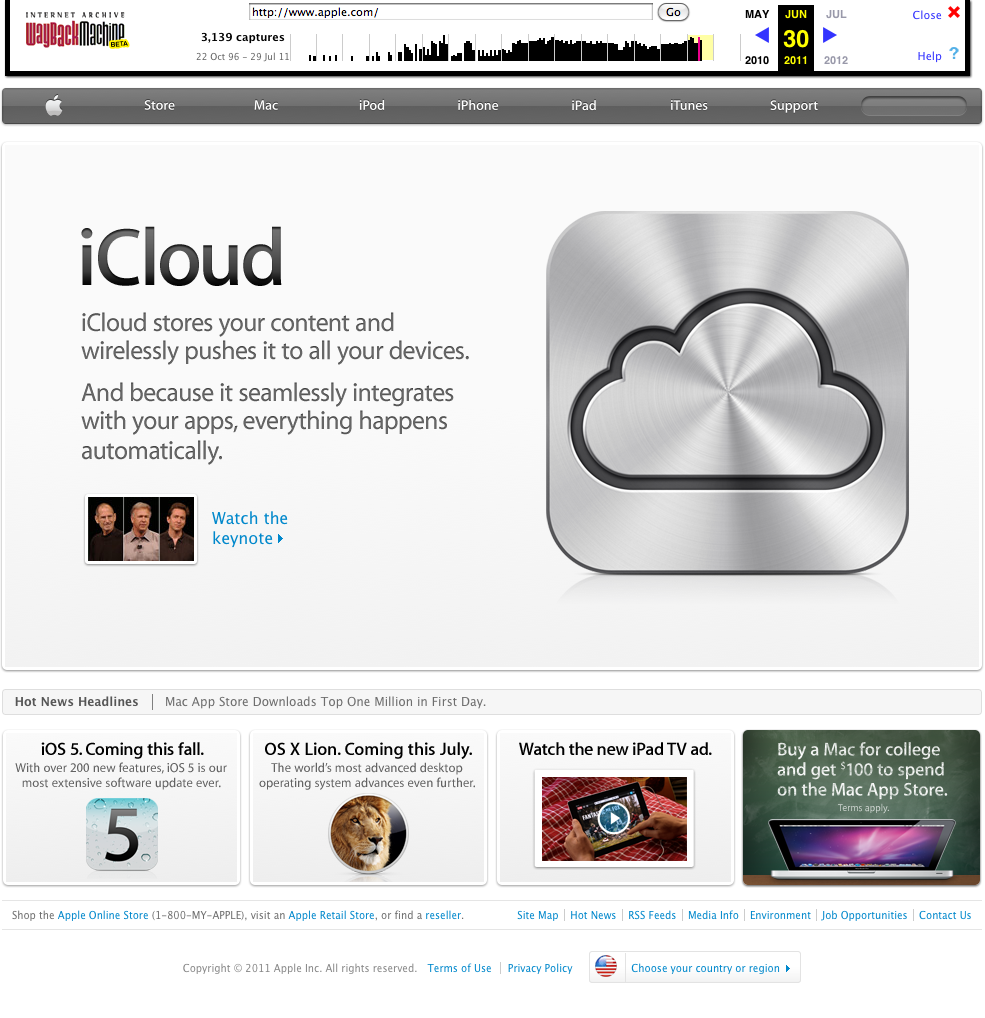 INTERNET ARCHIVE
WayBackMachine
BETA
http://www.apple.com/
Go
3,139 captures
22 Oct 96 – 29 Jul 11
MAY JUN JUL
30
2010 2011 2012
Close
Help ?
Store Mac iPod iPhone iPad iTunes Support
iCloud
iCloud stores your content and
wirelessly pushes it to all your devices.
And because it seamlessly integrates
with your apps, everything happens
automatically.
Watch the
keynote
Hot News Headlines Mac App Store Downloads Top One Million in First Day.
iOS 5. Coming this fall.
With over 200 new features, iOS 5 is our
most extensive software update ever.
5
OS X Lion. Coming this July.
The world's most advanced desktop
operating system advances even further.
Watch the new iPad TV ad.
Buy a Mac for college
and get $100 to spend
on the Mac App Store.
Terms apply.
Shop the Apple Online Store (1-800-MY-APPLE), visit an Apple Retail Store, or find a reseller.
Site Map Hot News RSS Feeds Media Info Environment Job Opportunities Contact Us
Copyright © 2011 Apple Inc. All rights reserved. Terms of Use Privacy Policy Choose your country or region